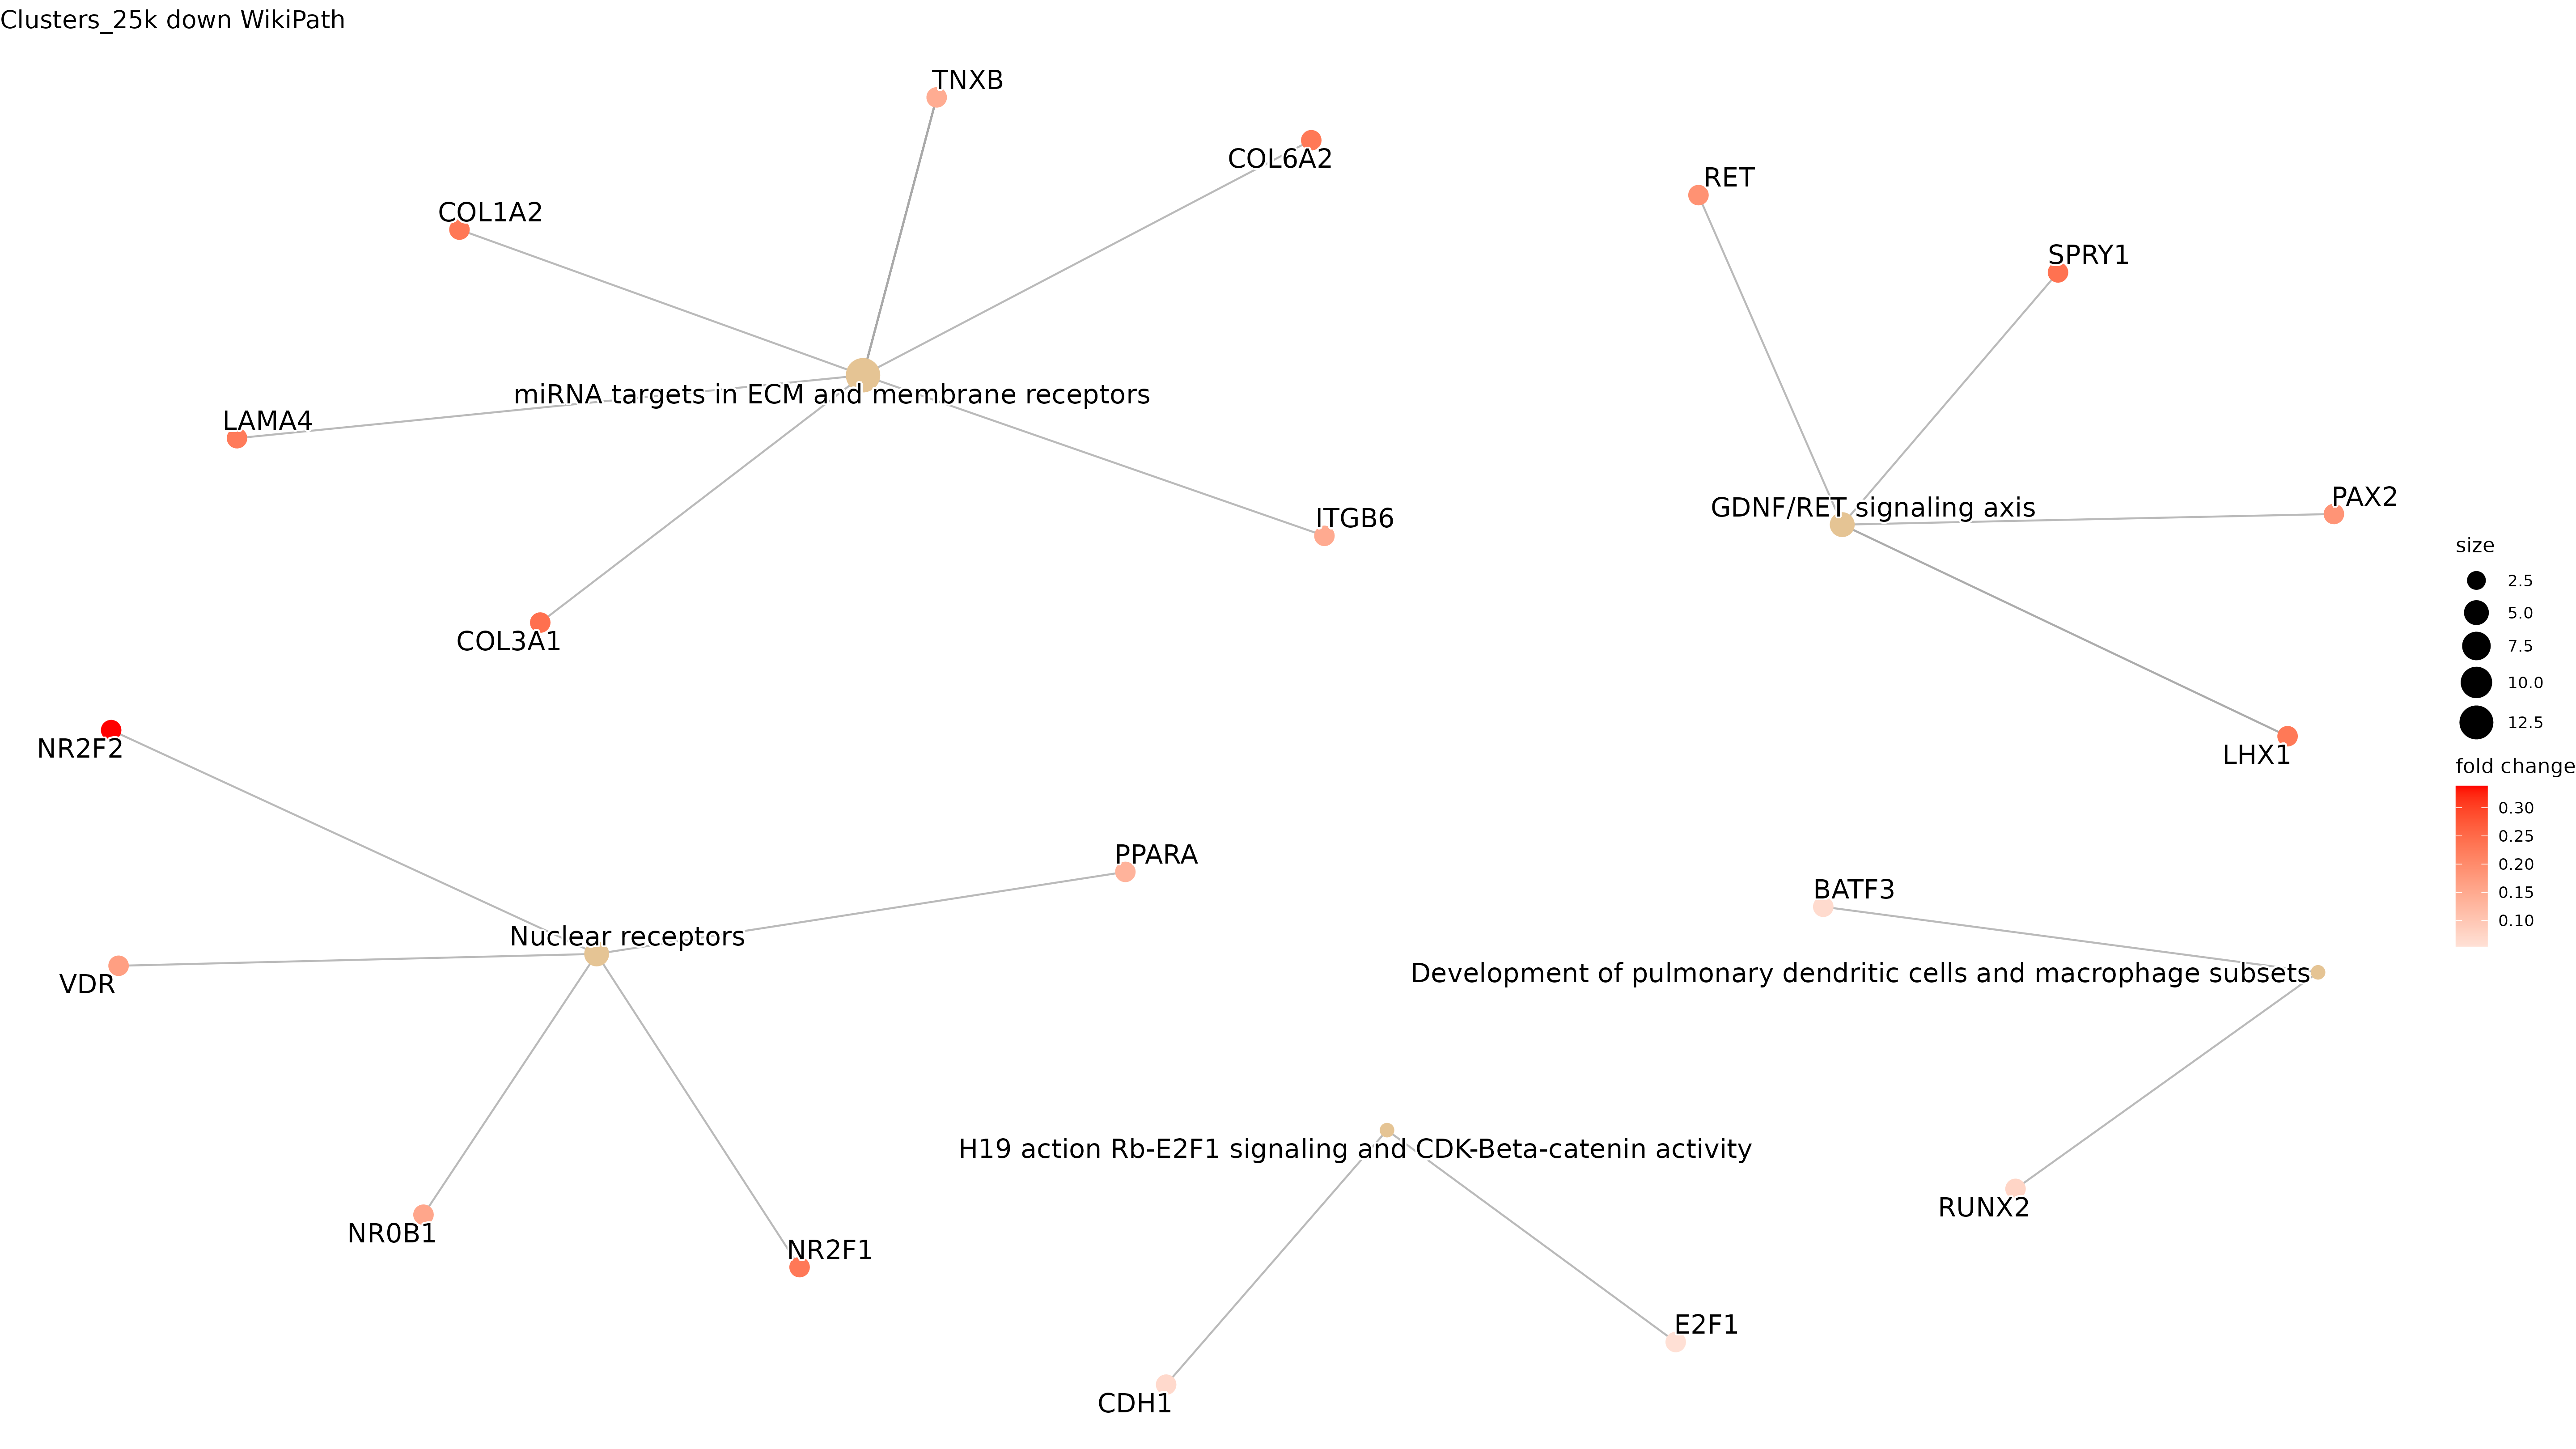 Clusters_25k down WikiPath
TNXB
COL6A2
COL1A2
miRNA targets in ECM and membrane receptors
LAMA4
ITGB6
COL3A1
RET
SPRY1
GDNF/RET signaling axis
PAX2
LHX1
NR2F2
PPARA
Nuclear receptors
VDR
NR0B1
NR2F1
BATF3
Development of pulmonary dendritic cells and macrophage subsets
RUNX2
H19 action Rb-E2F1 signaling and CDK-Beta-catenin activity
E2F1
CDH1
size
2.5
5.0
7.5
10.0
12.5
fold change
0.30
0.25
0.20
0.15
0.10